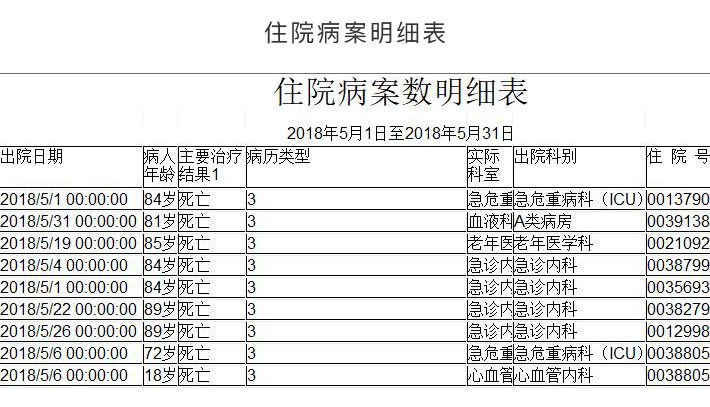 住院病案明细表
住院病案数明细表
2018年5月1日至2018年5月31日
出院日期 病人年龄 主要治疗结果1 病历类型 实际科室 出院科别 住 院 号
2018/5/1 00:00:00 84岁 死亡 3 急危重 急危重病科（ICU） 0013790
2018/5/31 00:00:00 81岁 死亡 3 血液科 A类病房 0039138
2018/5/19 00:00:00 85岁 死亡 3 老年医 老年医学科 0021092
2018/5/4 00:00:00 84岁 死亡 3 急诊内 急诊内科 0038799
2018/5/1 00:00:00 84岁 死亡 3 急诊内 急诊内科 0035693
2018/5/22 00:00:00 89岁 死亡 3 急诊内 急诊内科 0038279
2018/5/26 00:00:00 89岁 死亡 3 急诊内 急诊内科 0012998
2018/5/6 00:00:00 72岁 死亡 3 急危重 急危重病科（ICU） 0038805
2018/5/6 00:00:00 18岁 死亡 3 心血管 心血管内科 0038805